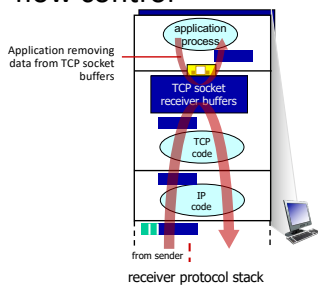 flow control
application
process
Application removing
data from TCP socket
buffers
TCP socket
receiver buffers
TCP
code
IP
code
from sender
receiver protocol stack